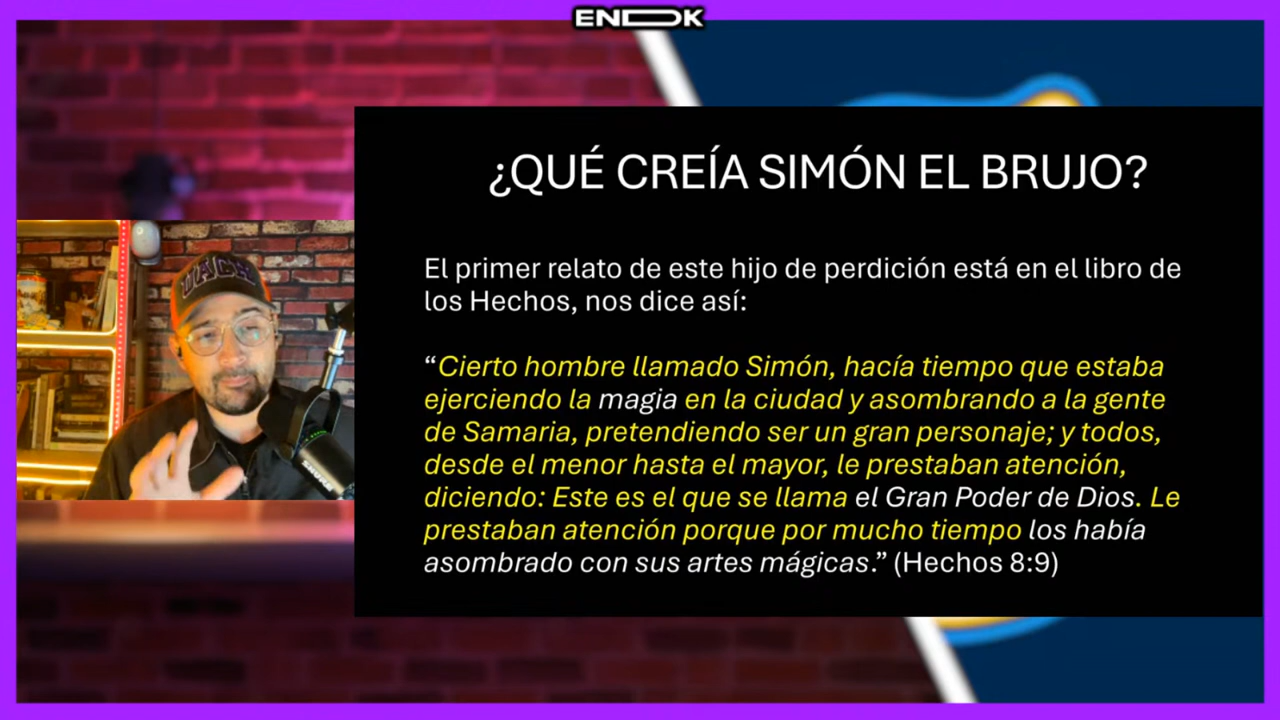 ENDK
¿QUÉ CREÍA SIMÓN EL BRUJO?
El primer relato de este hijo de perdición está en el libro de
los Hechos, nos dice así:
“Cierto hombre llamado Simón, hacía tiempo que estaba
ejerciendo la magia en la ciudad y asombrando a la gente
de Samaria, pretendiendo ser un gran personaje; y todos,
desde el menor hasta el mayor, le prestaban atención,
diciendo: Este es el que se llama el Gran Poder de Dios. Le
prestaban atención porque por mucho tiempo los había
asombrado con sus artes mágicas.” (Hechos 8:9)
UACH
SHURE